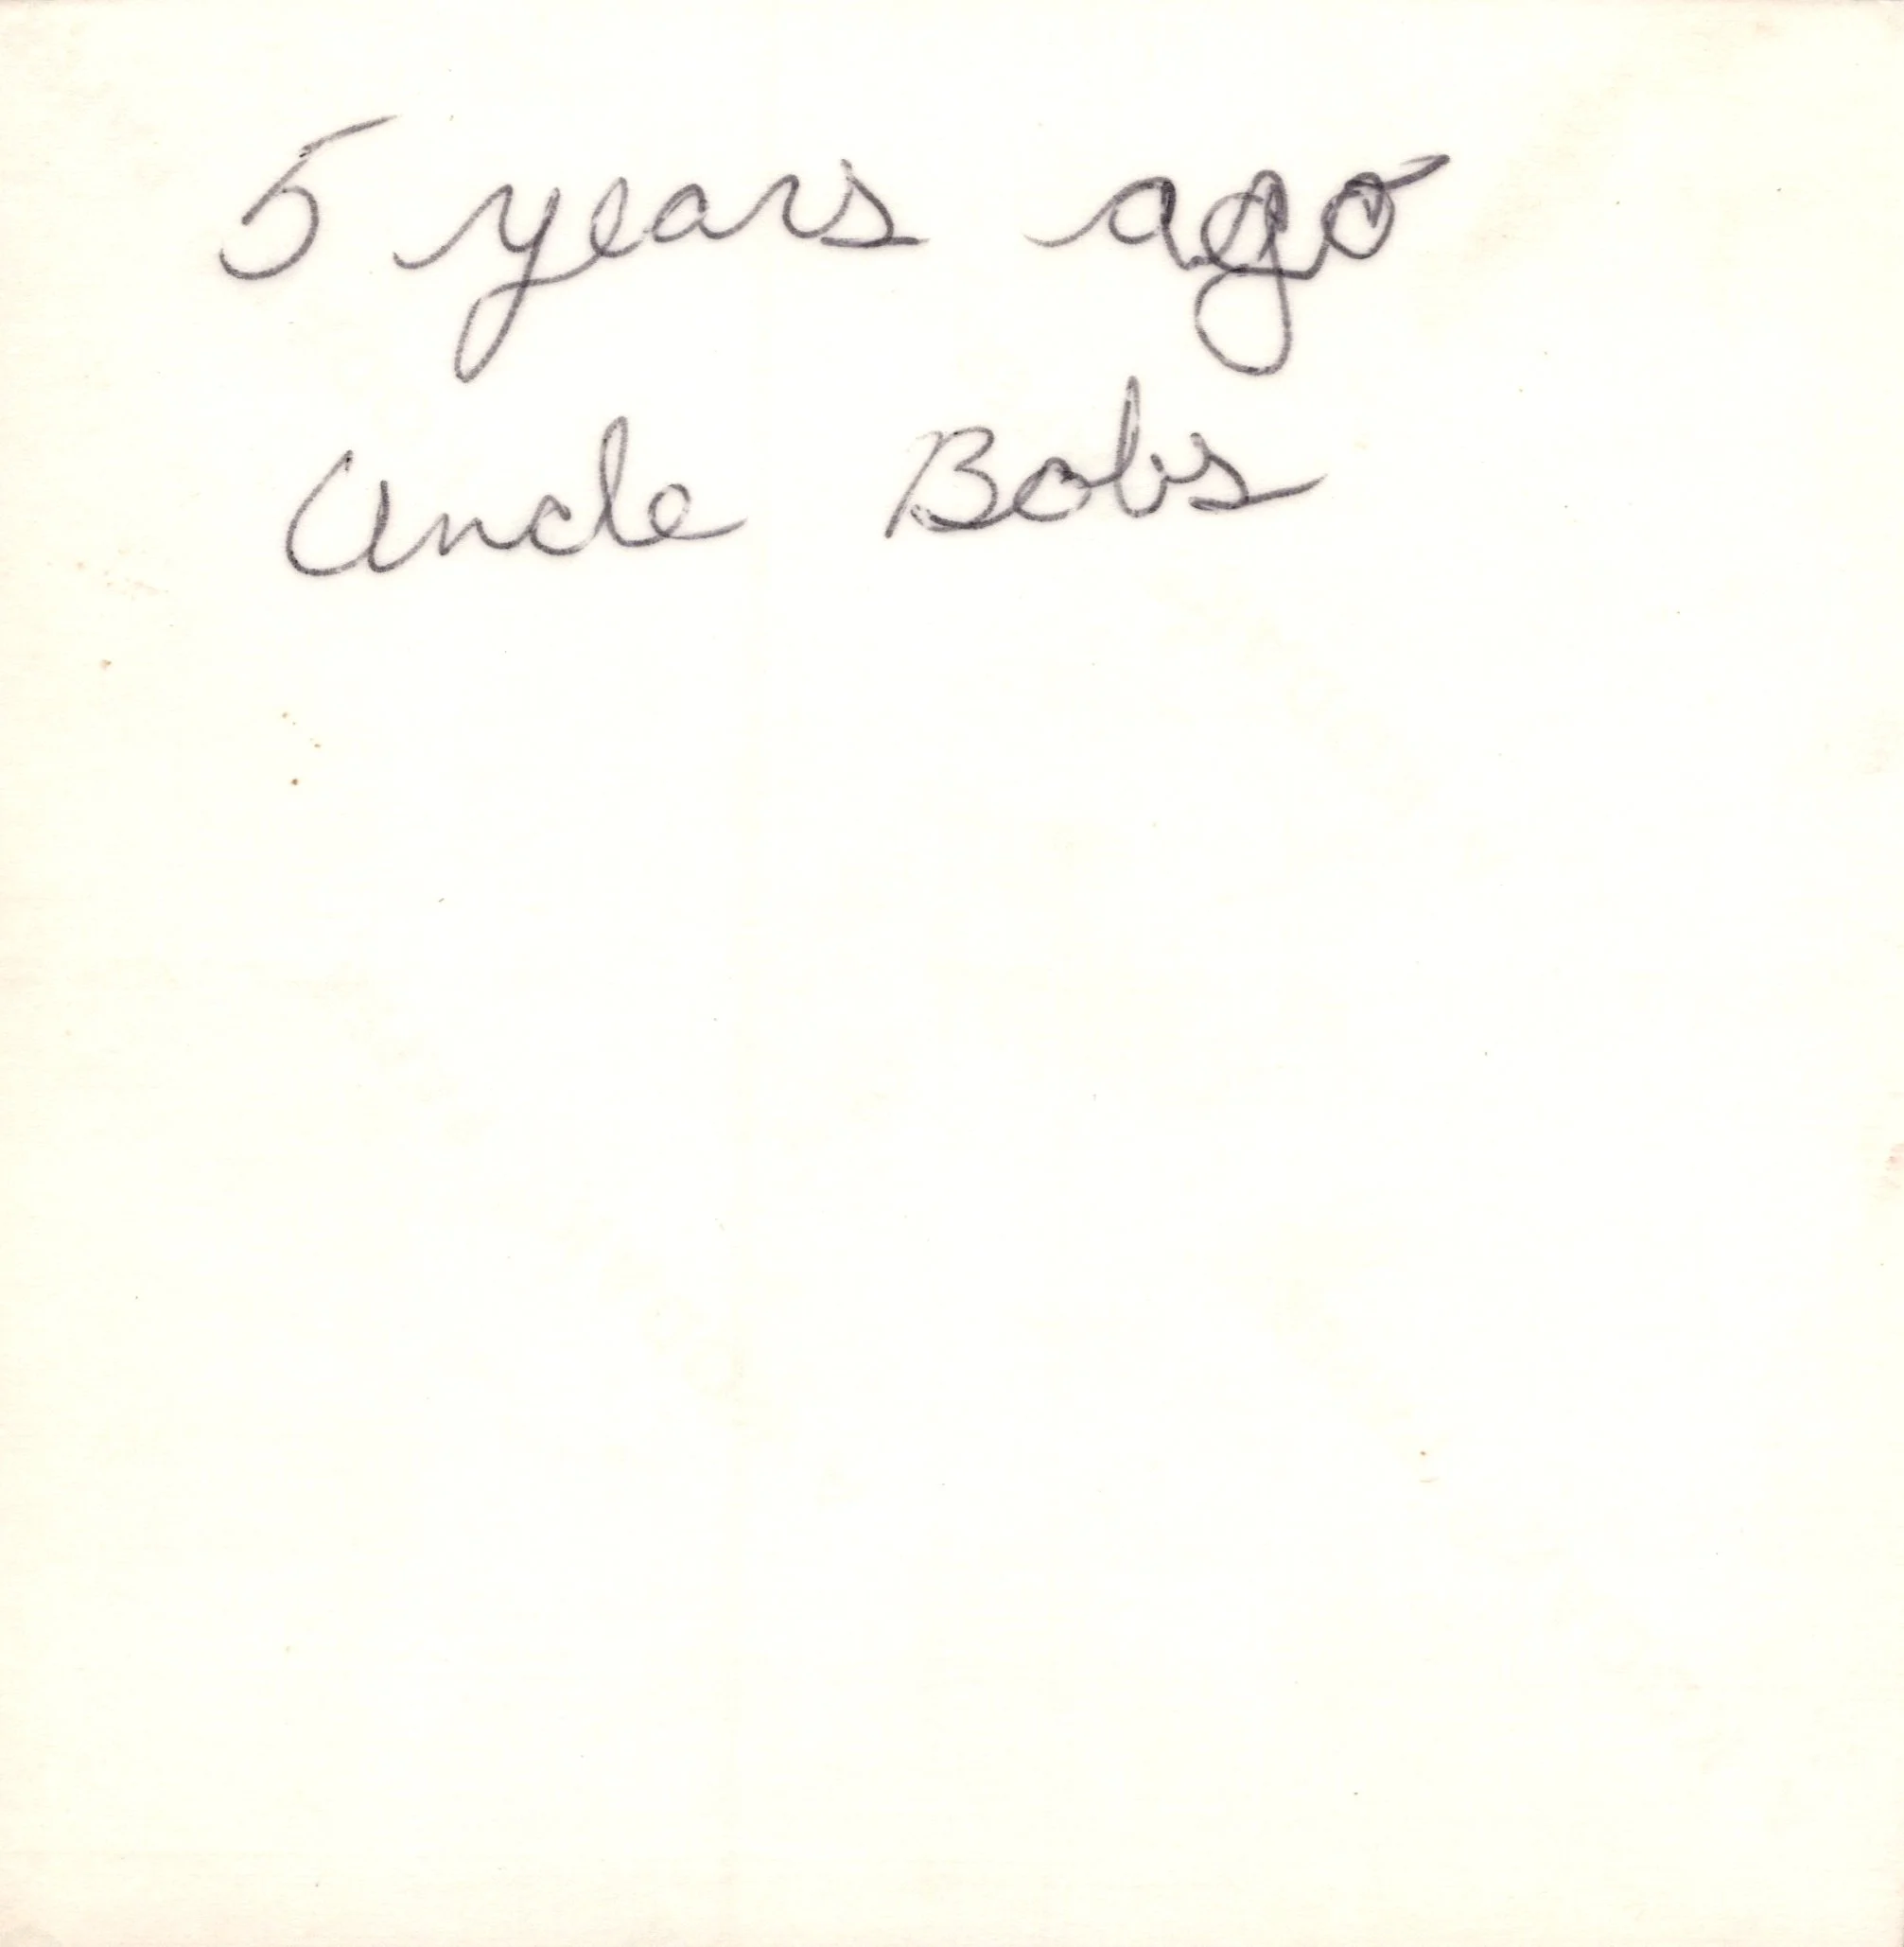 5 years ago
Uncle Bobs